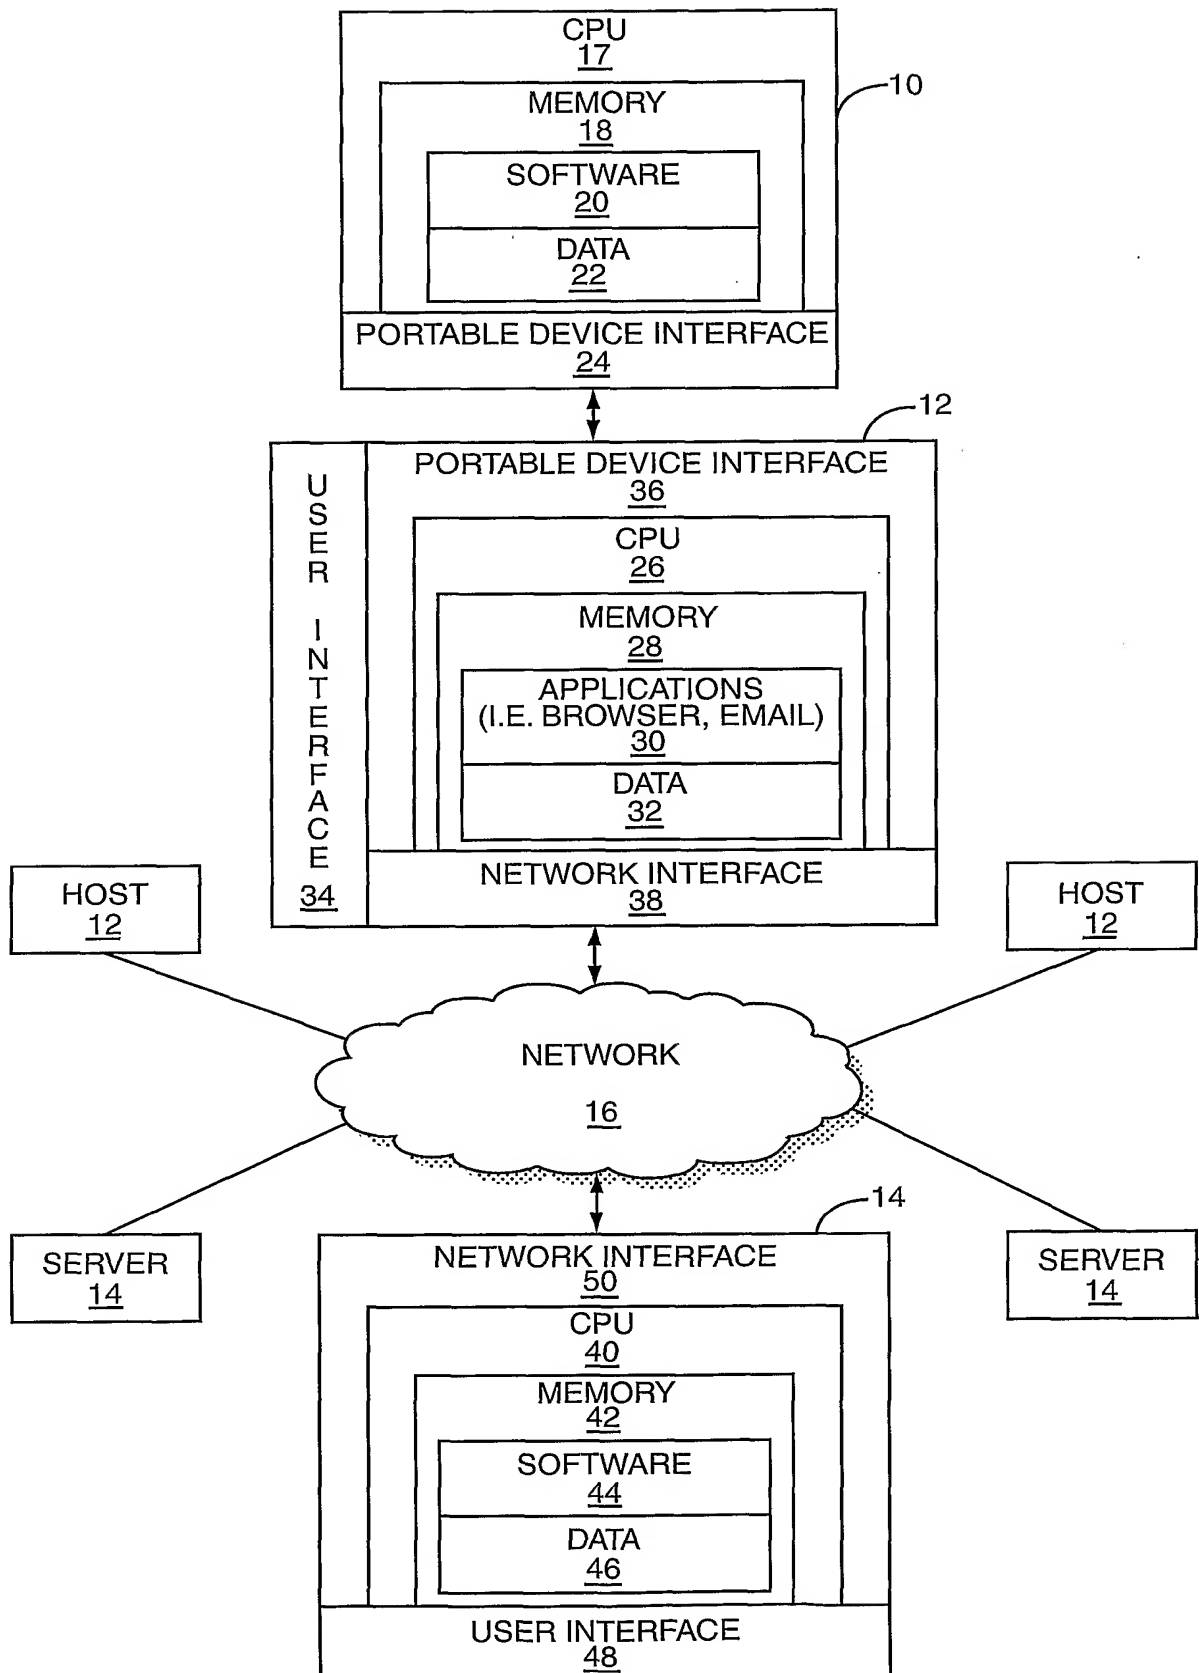 CPU
17
10
MEMORY
18
SOFTWARE
20
DATA
22
PORTABLE DEVICE INTERFACE
24
12
USER INTERFACE
34
PORTABLE DEVICE INTERFACE
36
CPU
26
MEMORY
28
APPLICATIONS
(I.E. BROWSER, EMAIL)
30
DATA
32
NETWORK INTERFACE
38
HOST
12
HOST
12
NETWORK
16
SERVER
14
SERVER
14
14
NETWORK INTERFACE
50
CPU
40
MEMORY
42
SOFTWARE
44
DATA
46
USER INTERFACE
48